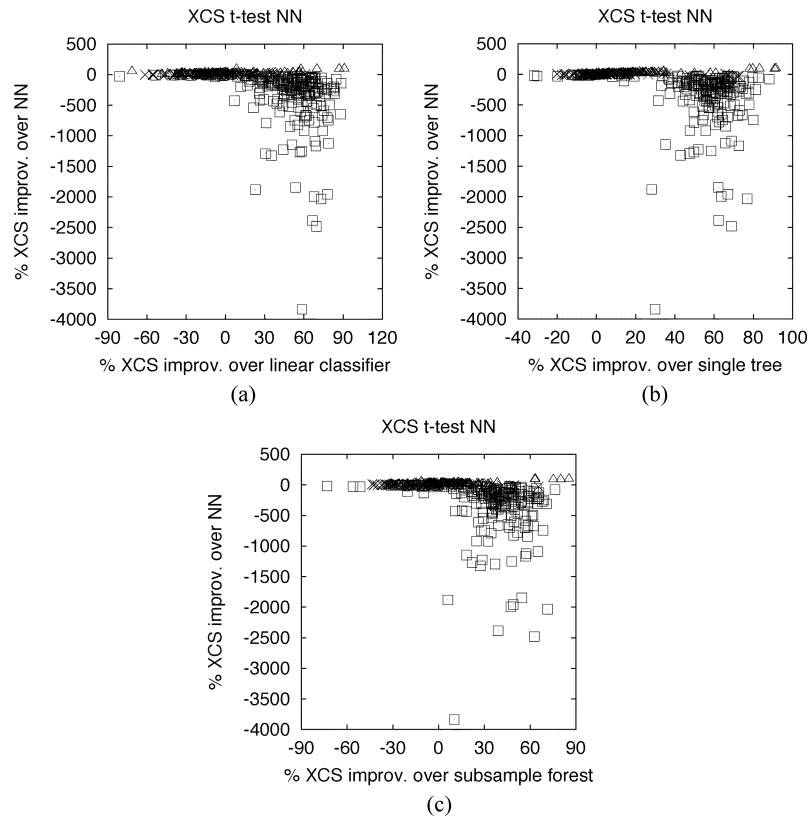 XCS t-test NN
500
0
-500
-1000
-1500
-2000
-2500
-3000
-3500
-4000
% XCS improv. over NN
-90 -60 -30 0 30 60 90 120
% XCS improv. over linear classifier
(a)
XCS t-test NN
500
0
-500
-1000
-1500
-2000
-2500
-3000
-3500
-4000
% XCS improv. over NN
-40 -20 0 20 40 60 80 100
% XCS improv. over single tree
(b)
XCS t-test NN
500
0
-500
-1000
-1500
-2000
-2500
-3000
-3500
-4000
% XCS improv. over NN
-90 -60 -30 0 30 60 90
% XCS improv. over subsample forest
(c)